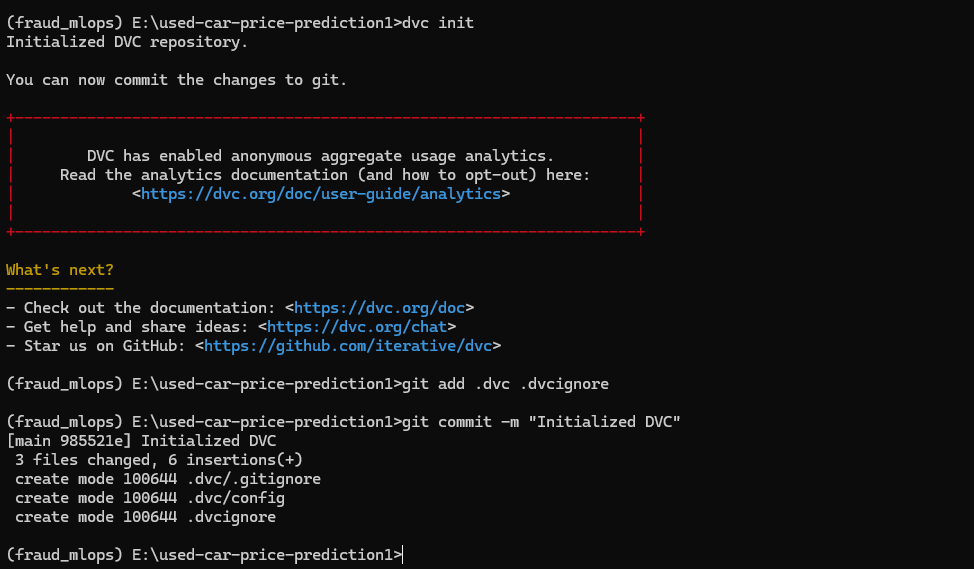 (fraud_mlops) E:\used-car-price-prediction1>dvc init
Initialized DVC repository.
You can now commit the changes to git.
+---------------------------------------------------------------------+
|                                                                     |
|        DVC has enabled anonymous aggregate usage analytics.         |
|     Read the analytics documentation (and how to opt-out) here:     |
|             <https://dvc.org/doc/user-guide/analytics>              |
|                                                                     |
+---------------------------------------------------------------------+
What's next?
------------
- Check out the documentation: <https://dvc.org/doc>
- Get help and share ideas: <https://dvc.org/chat>
- Star us on GitHub: <https://github.com/iterative/dvc>
(fraud_mlops) E:\used-car-price-prediction1>git add .dvc .dvcignore
(fraud_mlops) E:\used-car-price-prediction1>git commit -m "Initialized DVC"
[main 985521e] Initialized DVC
 3 files changed, 6 insertions(+)
 create mode 100644 .dvc/.gitignore
 create mode 100644 .dvc/config
 create mode 100644 .dvcignore
(fraud_mlops) E:\used-car-price-prediction1>